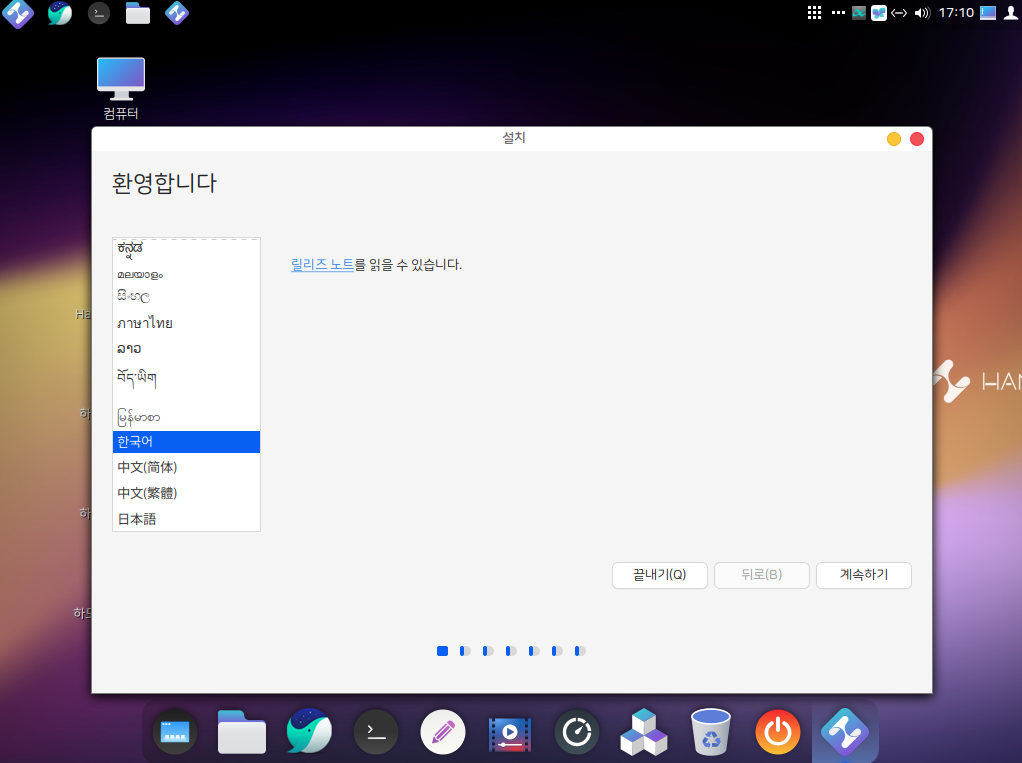 17:10
컴퓨터
설치
환영합니다
ಕನ್ನಡ
മലയാളം
සිංහල
ภาษาไทย
ລາວ
བོད་ཡིག
မြန်မာစာ
한국어
中文(简体)
中文(繁體)
日本語
릴리즈 노트를 읽을 수 있습니다.
Ha
하
하
끝내기(Q)
뒤로(B)
계속하기
HAN